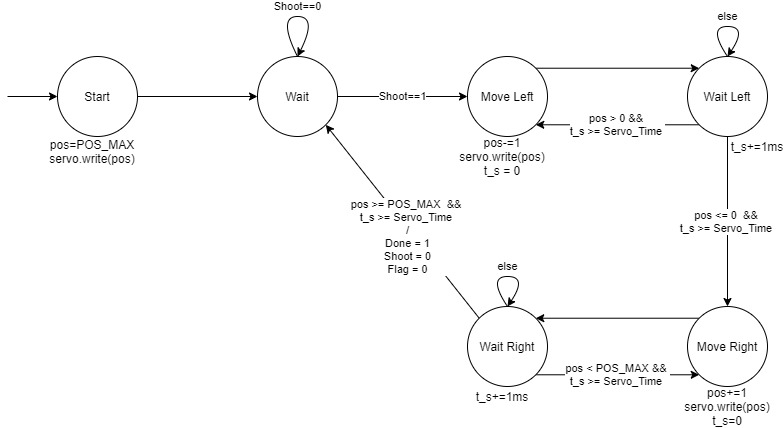 Shoot==0
else
Start
Wait
Shoot==1
Move Left
Wait Left
pos > 0 &&
t_s >= Servo_Time
pos=POS_MAX
servo.write(pos)
pos-=1
servo.write(pos)
t_s = 0
t_s+=1ms
pos >= POS_MAX  &&
t_s >= Servo_Time
/
Done = 1
Shoot = 0
Flag = 0
pos <= 0  &&
t_s >= Servo_Time
else
Wait Right
Move Right
pos < POS_MAX &&
t_s >= Servo_Time
t_s+=1ms
pos+=1
servo.write(pos)
t_s=0